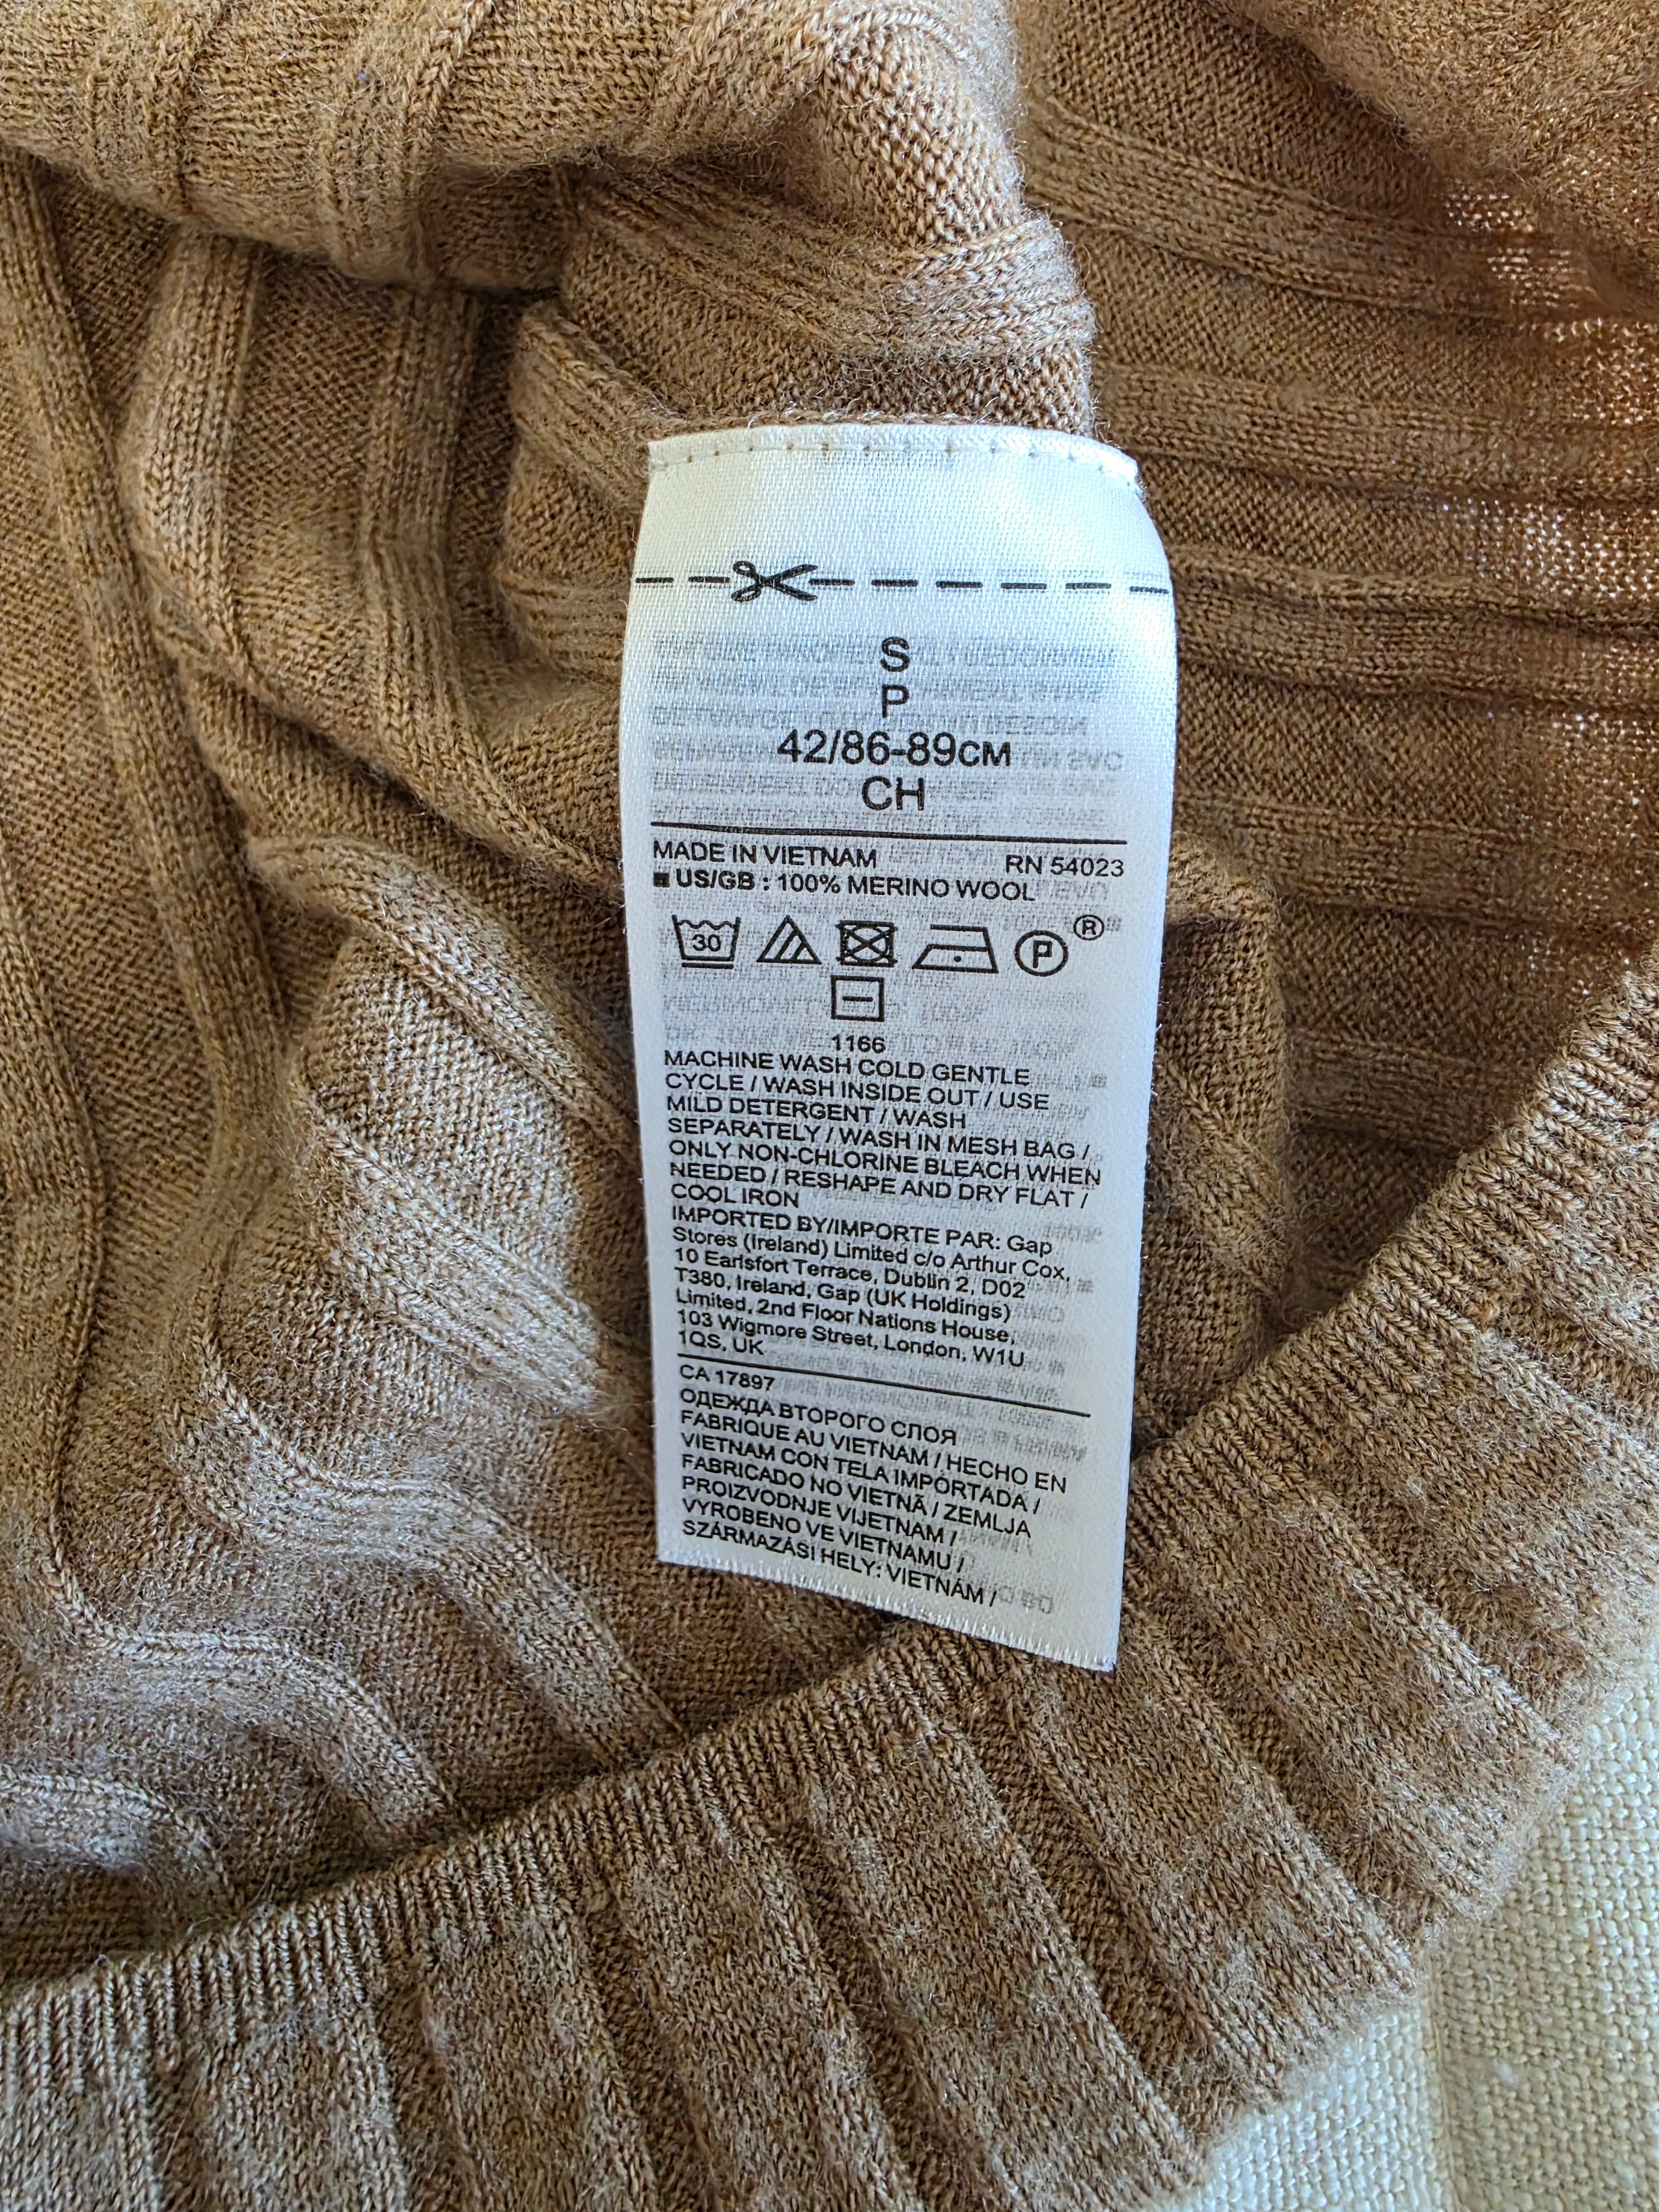 S
P
42/86-89CM
CH
MADE IN VIETNAM RN 54023
US/GB : 100% MERINO WOOL
30 P ®
1166
MACHINE WASH COLD GENTLE
CYCLE / WASH INSIDE OUT / USE
MILD DETERGENT / WASH
SEPARATELY / WASH IN MESH BAG /
ONLY NON-CHLORINE BLEACH WHEN
NEEDED / RESHAPE AND DRY FLAT /
COOL IRON
IMPORTED BY/IMPORTE PAR: Gap
Stores (Ireland) Limited c/o Arthur Cox,
10 Earlsfort Terrace, Dublin 2, D02
T380, Ireland, Gap (UK Holdings)
Limited, 2nd Floor Nations House,
103 Wigmore Street, London, W1U
1QS, UK
CA 17897
ОДЕЖДА ВТОРОГО СЛОЯ
FABRIQUE AU VIETNAM / HECHO EN
VIETNAM CON TELA IMPORTADA /
FABRICADO NO VIETNÃ / ZEMLJA
PROIZVODNJE VIJETNAM /
VYROBENO VE VIETNAMU /
SZÁRMAZÁSI HELY: VIETNÁM /